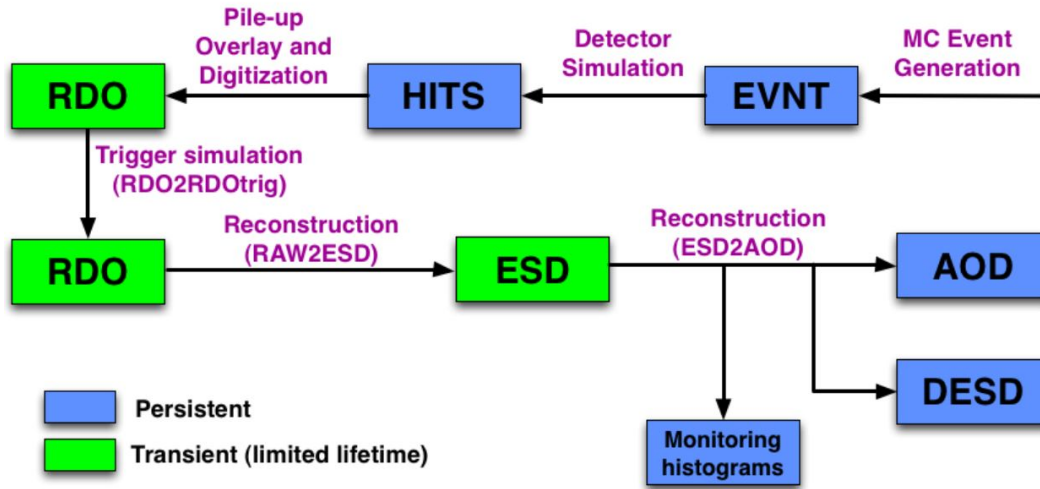 Pile-up
Overlay and
Digitization
Detector
Simulation
MC Event
Generation
RDO
HITS
EVNT
Trigger simulation
(RDO2RDOtrig)
Reconstruction
(RAW2ESD)
Reconstruction
(ESD2AOD)
RDO
ESD
AOD
DESD
Persistent
Monitoring
histograms
Transient (limited lifetime)